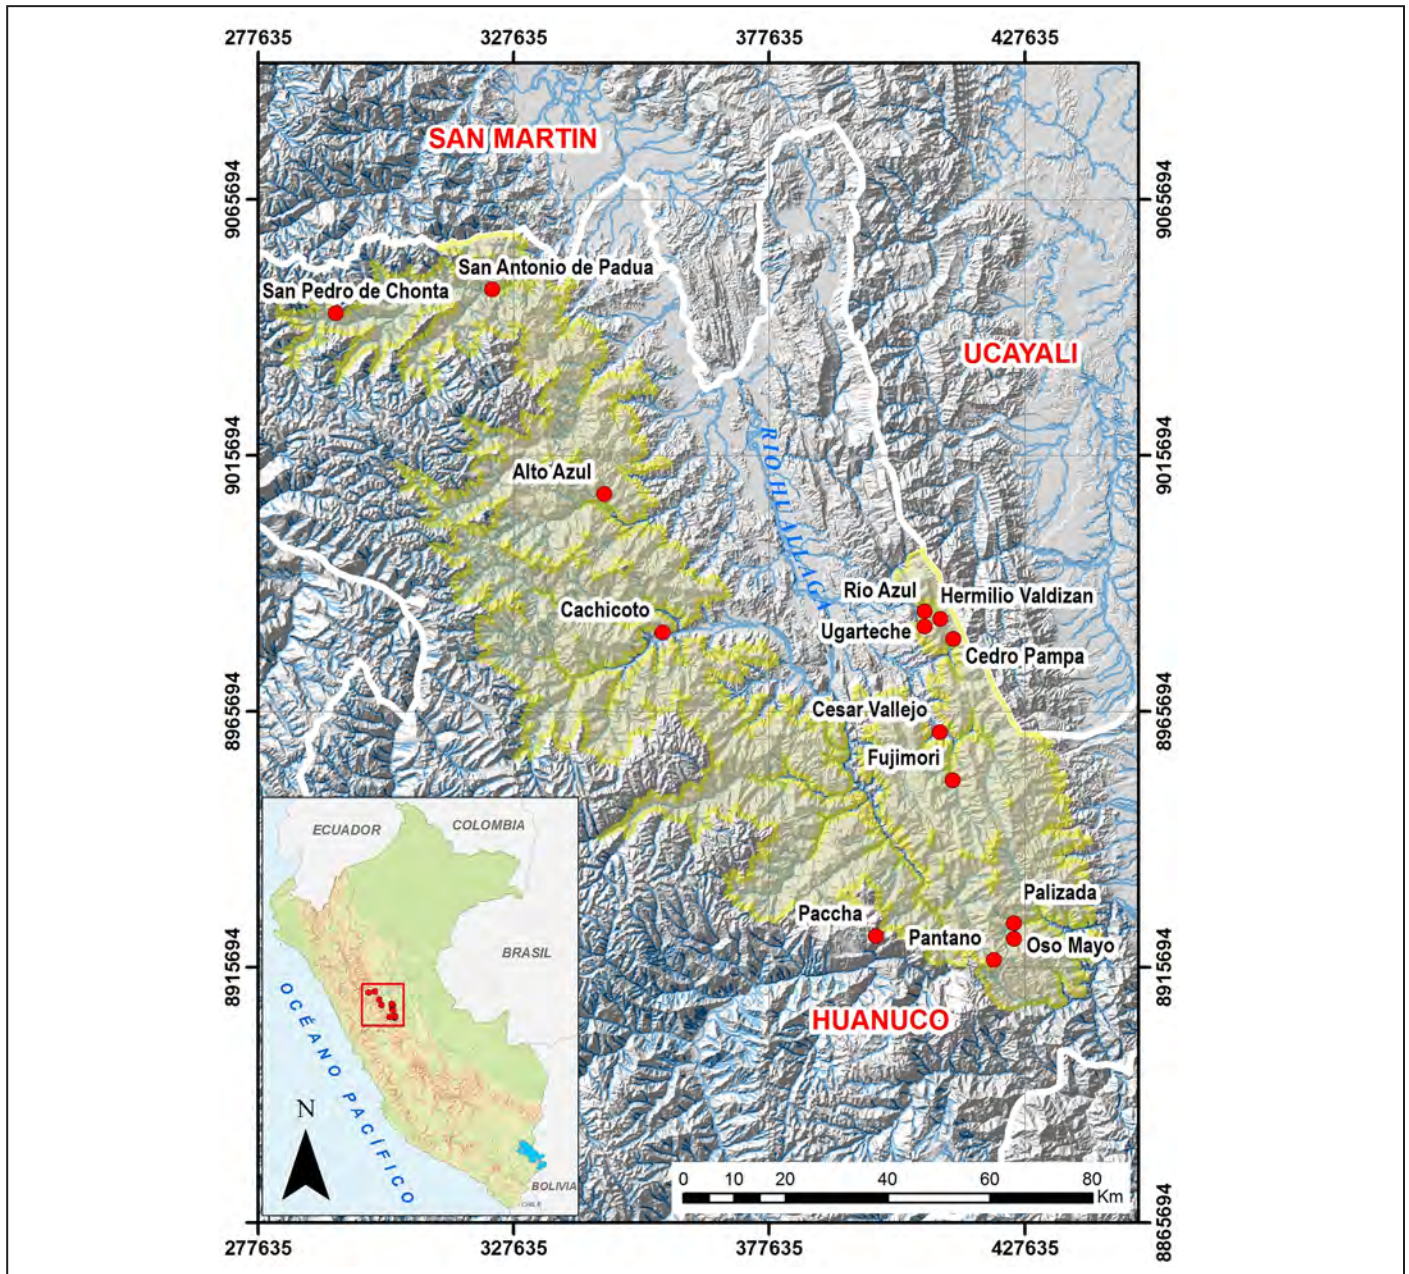 277635
327635
377635
427635
SAN MARTIN
9065694
9065694
San Antonio de Padua
San Pedro de Chonta
UCAYALI
9015694
9015694
RIO HUALLAGA
Alto Azul
Rio Azul
Hermilio Valdizan
Cachicoto
Ugarteche
Cedro Pampa
8965694
8965694
Cesar Vallejo
Fujimori
ECUADOR
COLOMBIA
Palizada
Paccha
Pantano
Oso Mayo
BRASIL
8915694
8915694
OCÉANO PACÍFICO
HUANUCO
N
BOLIVIA
CHILE
0 10 20 40 60 80
Km
8865694
277635
327635
377635
427635